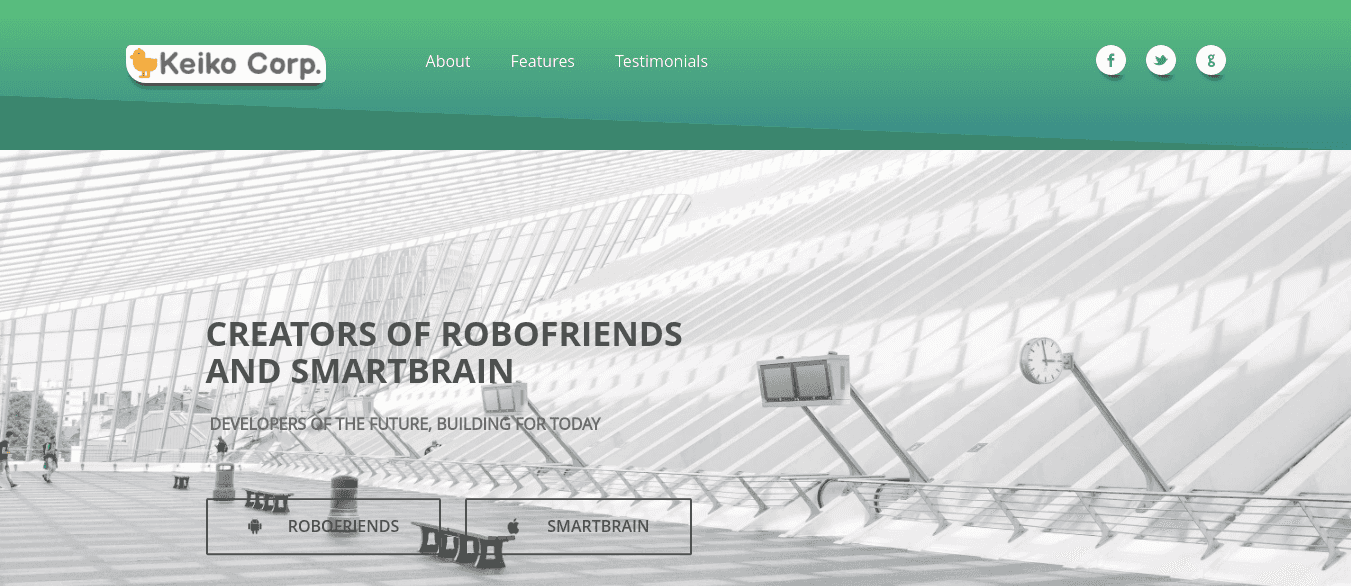 Keiko Corp.
About
Features
Testimonials
f
g
CREATORS OF ROBOFRIENDS
AND SMARTBRAIN
DEVELOPERS OF THE FUTURE, BUILDING FOR TODAY
ROBOFRIENDS
SMARTBRAIN